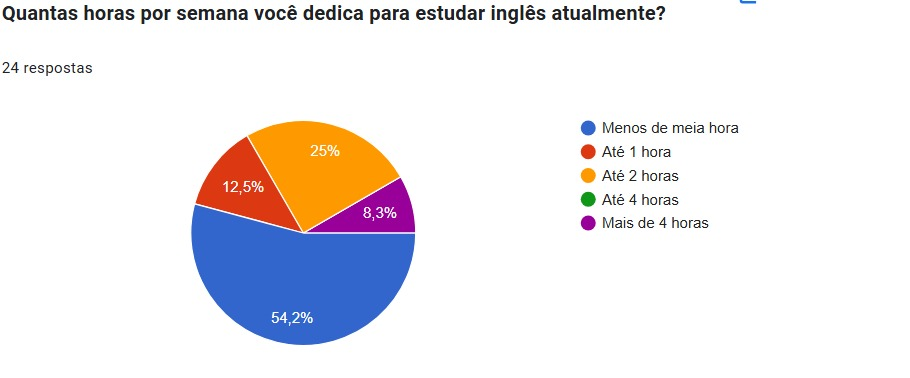 Quantas horas por semana você dedica para estudar inglês atualmente?
24 respostas
25%
12,5%
8,3%
54,2%
Menos de meia hora
Até 1 hora
Até 2 horas
Até 4 horas
Mais de 4 horas